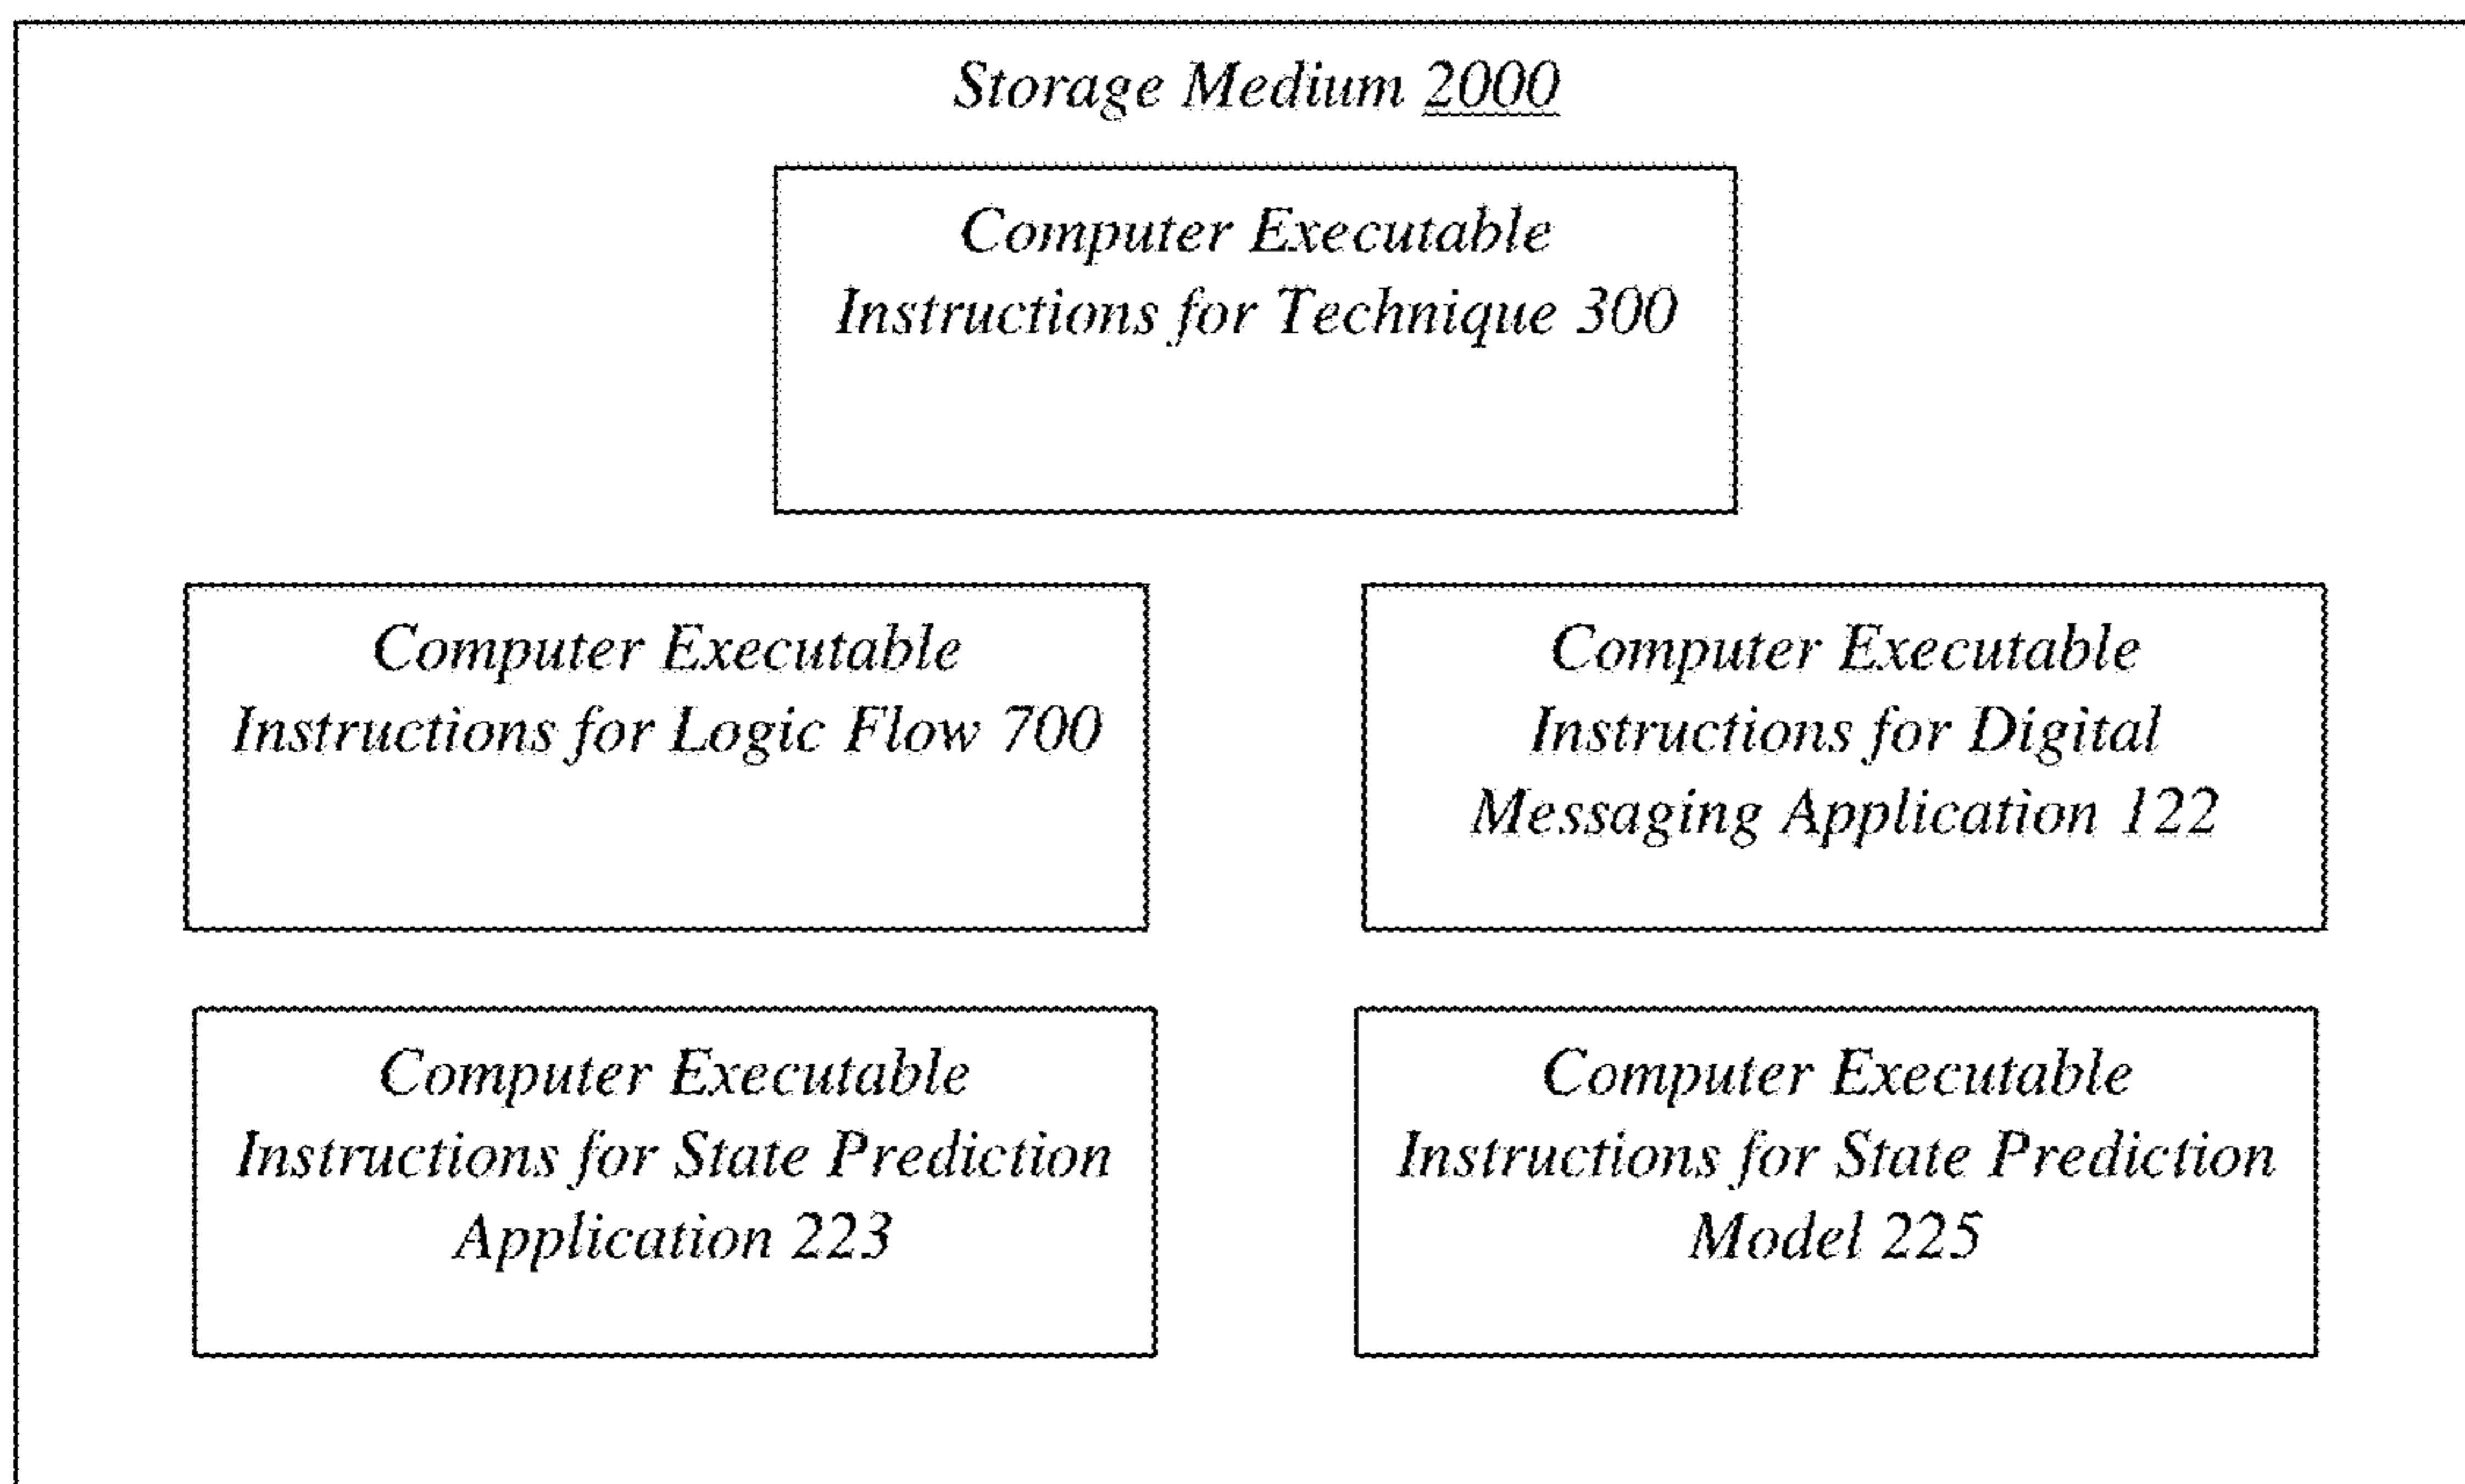 Storage Medium 2000
Computer Executable
Instructions for Technique 300
Computer Executable
Instructions for Logic Flow 700
Computer Executable
Instructions for Digital
Messaging Application 122
Computer Executable
Instructions for State Prediction
Application 223
Computer Executable
Instructions for State Prediction
Model 225